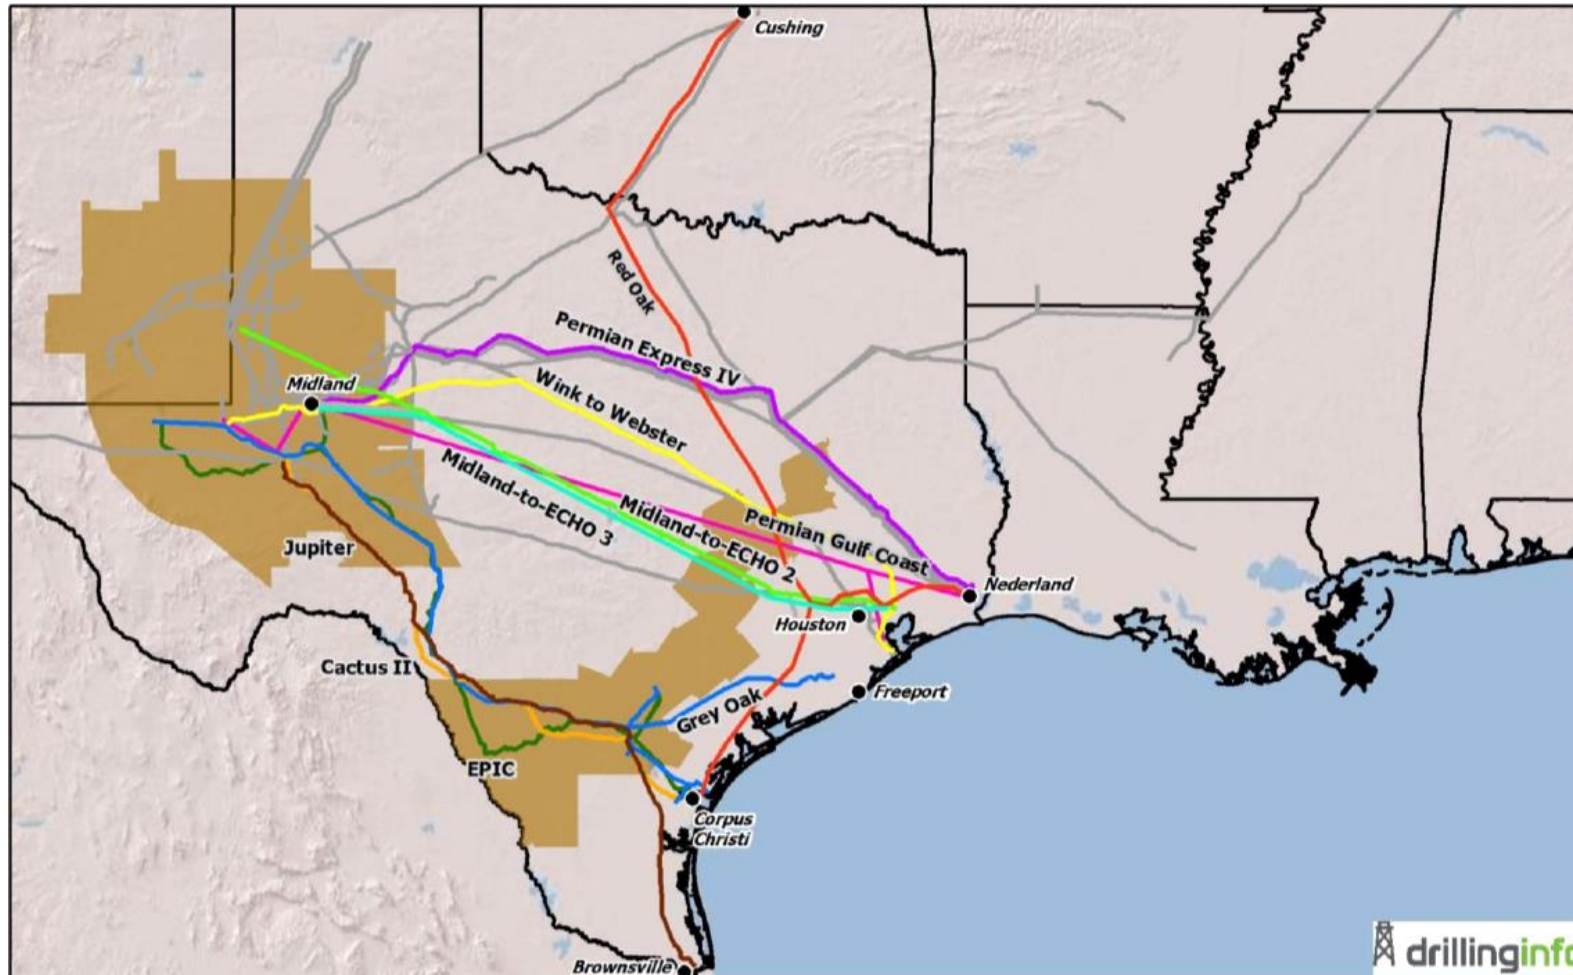 Cushing
Red Oak
Permian Express IV
Midland
Wink to Webster
Midland-to-ECHO 3
Midland-to-ECHO 2
Permian Gulf Coast
Jupiter
Nederland
Houston
Cactus II
Freeport
Grey Oak
EPIC
Corpus
Christi
Brownsville
drillinginfo